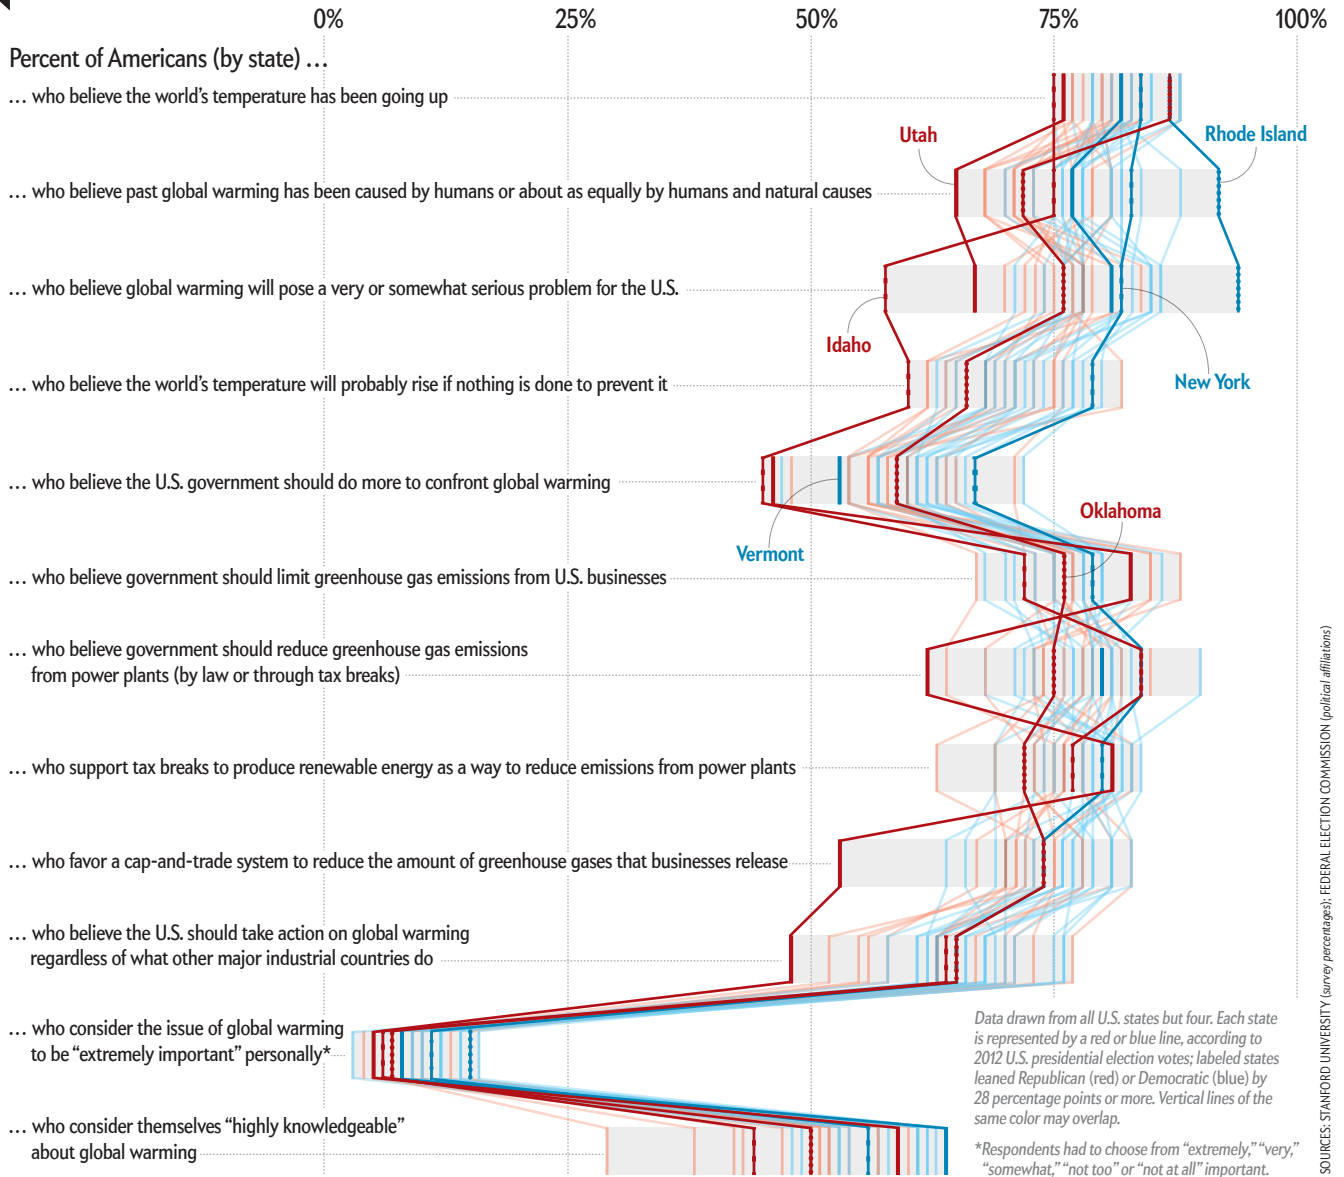 0% 25% 50% 75% 100%
Percent of Americans (by state) …
… who believe the world’s temperature has been going up
Utah
Rhode Island
… who believe past global warming has been caused by humans or about as equally by humans and natural causes
… who believe global warming will pose a very or somewhat serious problem for the U.S.
Idaho
New York
… who believe the world’s temperature will probably rise if nothing is done to prevent it
… who believe the U.S. government should do more to confront global warming
Oklahoma
Vermont
… who believe government should limit greenhouse gas emissions from U.S. businesses
… who believe government should reduce greenhouse gas emissions
from power plants (by law or through tax breaks)
… who support tax breaks to produce renewable energy as a way to reduce emissions from power plants
… who favor a cap-and-trade system to reduce the amount of greenhouse gases that businesses release
… who believe the U.S. should take action on global warming
regardless of what other major industrial countries do
… who consider the issue of global warming
to be “extremely important” personally*
… who consider themselves “highly knowledgeable”
about global warming
Data drawn from all U.S. states but four. Each state
is represented by a red or blue line, according to
2012 U.S. presidential election votes; labeled states
leaned Republican (red) or Democratic (blue) by
28 percentage points or more. Vertical lines of the
same color may overlap.
*Respondents had to choose from “extremely,” “very,”
“somewhat,” “not too” or “not at all” important.
SOURCES: STANFORD UNIVERSITY (survey percentages); FEDERAL ELECTION COMMISSION (political affiliations)